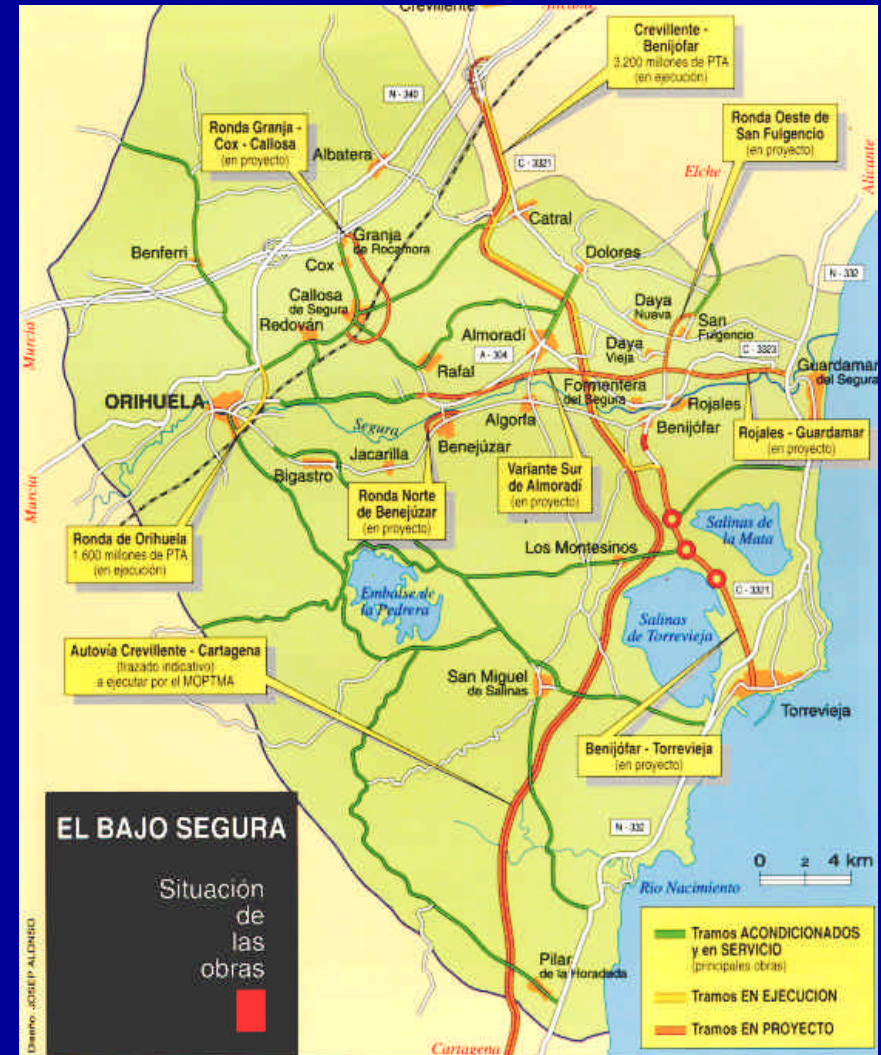 Crevillente
Alicante
Crevillente -
Benijófar
3.200 millones de PTA
(en ejecución)
N - 340
Ronda Granja -
Cox - Callosa
(en proyecto)
Albatera
Ronda Oeste de
San Fulgencio
(en proyecto)
C - 3321
Elche
Alicante
Catral
Granja
de Rocamora
Benferri
Cox
Dolores
N - 332
Callosa
de Segura
Redován
Daya
Nueva
San
Fulgencio
Almoradí
A - 304
Daya
Vieja
C - 3323
Murcia
Rafal
Guardamar
del Segura
ORIHUELA
Formentera
del Segura
Rojales
Segura
Algorfa
Benijófar
Rojales - Guardamar
(en proyecto)
Benejúzar
Jacarilla
Bigastro
Variante Sur
de Almoradí
(en proyecto)
Murcia
Ronda Norte
de Benejúzar
(en proyecto)
Ronda de Orihuela
1.600 millones de PTA
(en ejecución)
Salinas de
la Mata
Los Montesinos
Embalse de
la Pedrera
C - 3321
Salinas
de Torrevieja
Autovía Crevillente - Cartagena
(trazado indicativo)
a ejecutar por el MOPTMA
San Miguel
de Salinas
Torrevieja
Benijófar - Torrevieja
(en proyecto)
EL BAJO SEGURA
Situación
de
las
obras
N - 332
0 2 4 km
Río Nacimiento
Tramos ACONDICIONADOS
y en SERVICIO
(principales obras)
Tramos EN EJECUCION
Tramos EN PROYECTO
Pilar
de la Horadada
Cartagena
Diseño: JOSEP ALONSO